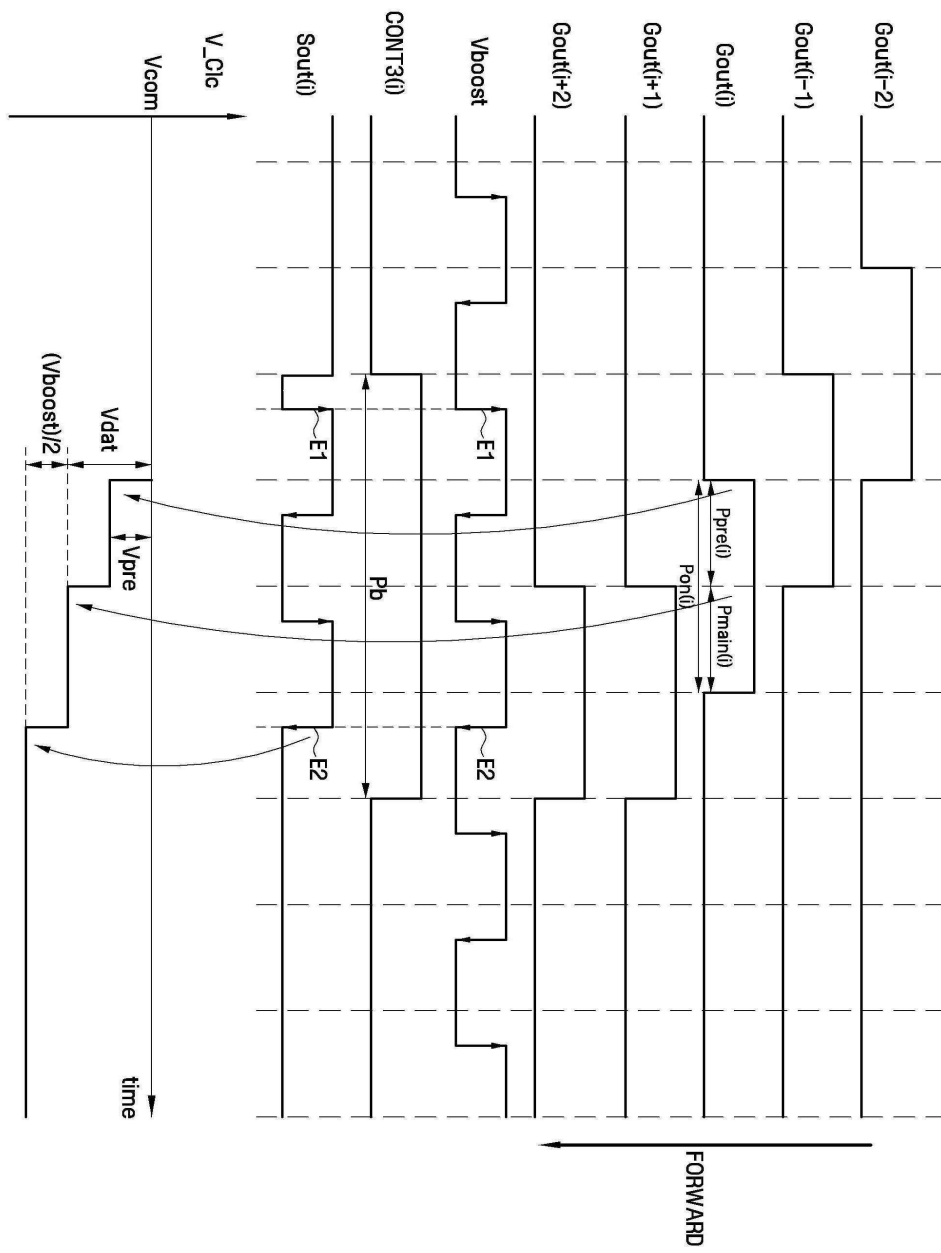 Gout(i-2)
Gout(i-1)
Gout(i)
Ppre(i)
Pmain(i)
Pon(i)
Gout(i+1)
Gout(i+2)
Vboost
E1
E2
CONT3(i)
Pb
Sout(i)
E1
E2
V_Clc
Vcom
time
Vdat
Vpre
(Vboost)/2
FORWARD